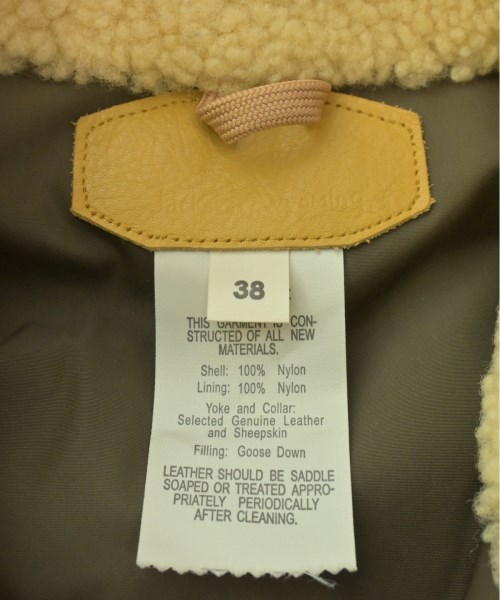 38
THIS GARMENT IS CON-
STRUCTED OF ALL NEW
MATERIALS.
Shell: 100% Nylon
Lining: 100% Nylon
Yoke and Collar:
Selected Genuine Leather
and Sheepskin
Filling: Goose Down
LEATHER SHOULD BE SADDLE
SOAPED OR TREATED APPRO-
PRIATELY PERIODICALLY
AFTER CLEANING.